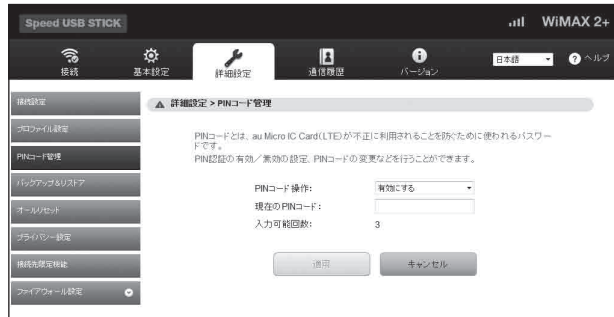 Speed USB STICK
WiMAX 2+
接続
基本設定
詳細設定
通信履歴
バージョン
日本語
ヘルプ
接続設定
プロファイル設定
PINコード管理
バックアップ&リストア
オールリセット
プライバシー設定
接続先限定機能
ファイアウォール設定
詳細設定 > PINコード管理
PINコードとは、au Micro IC Card(LTE)が不正に利用されることを防ぐために使われるパスワー
ドです。
PIN認証の有効／無効の設定、PINコードの変更などを行うことができます。
PINコード操作:
有効にする
現在のPINコード:
入力可能回数:
3
適用
キャンセル